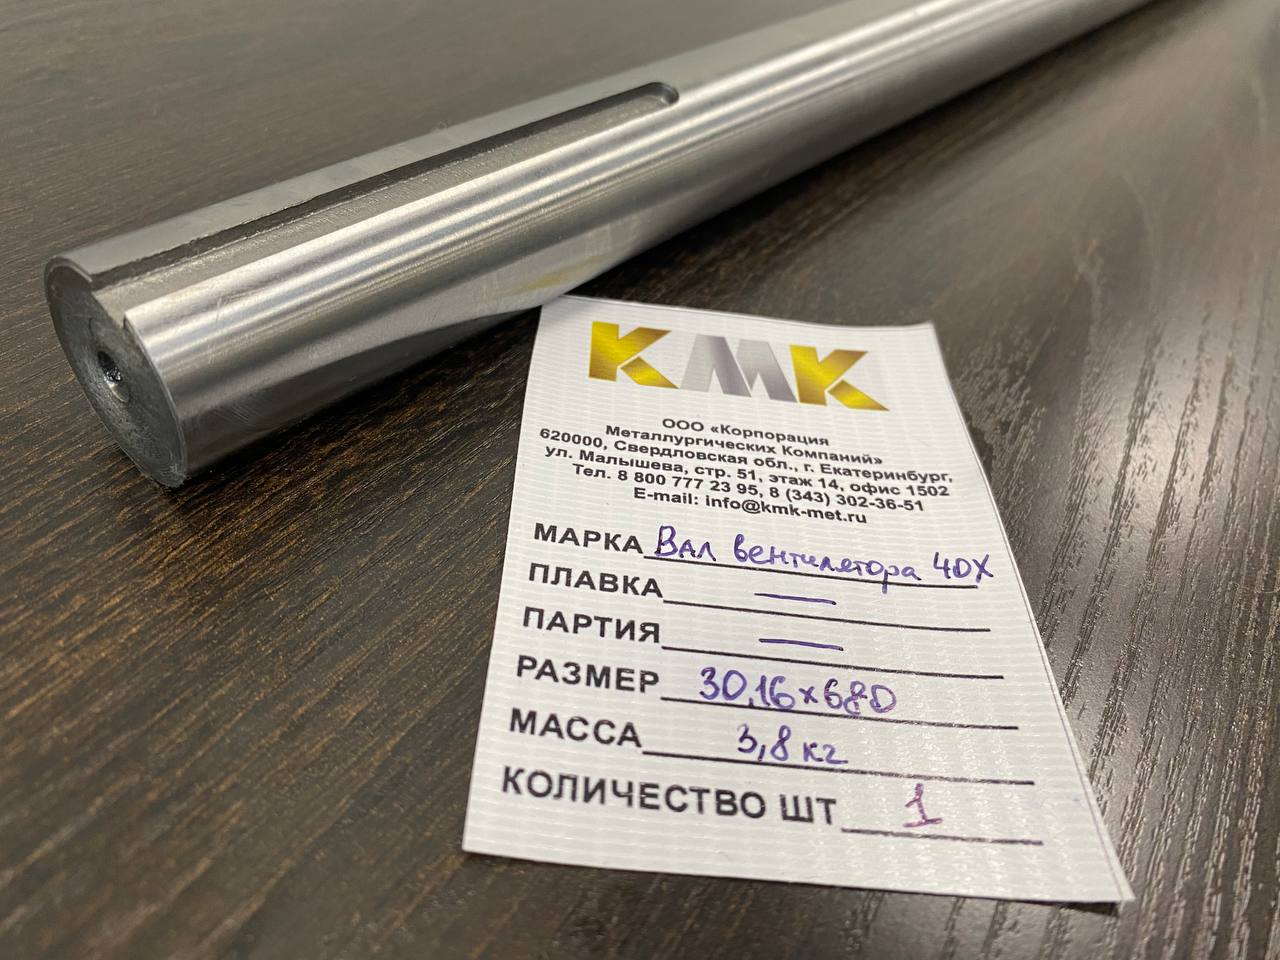 КМК
ООО «Корпорация
Металлургических Компаний»
620000, Свердловская обл., г. Екатеринбург,
ул. Малышева, стр. 51, этаж 14, офис 1502
Тел. 8 800 777 23 95, 8 (343) 302-36-51
E-mail: info@kmk-met.ru
МАРКА Вал вентилятора 40Х
ПЛАВКА —
ПАРТИЯ —
РАЗМЕР 30,16х680
МАССА 3,8 кг
КОЛИЧЕСТВО ШТ 1